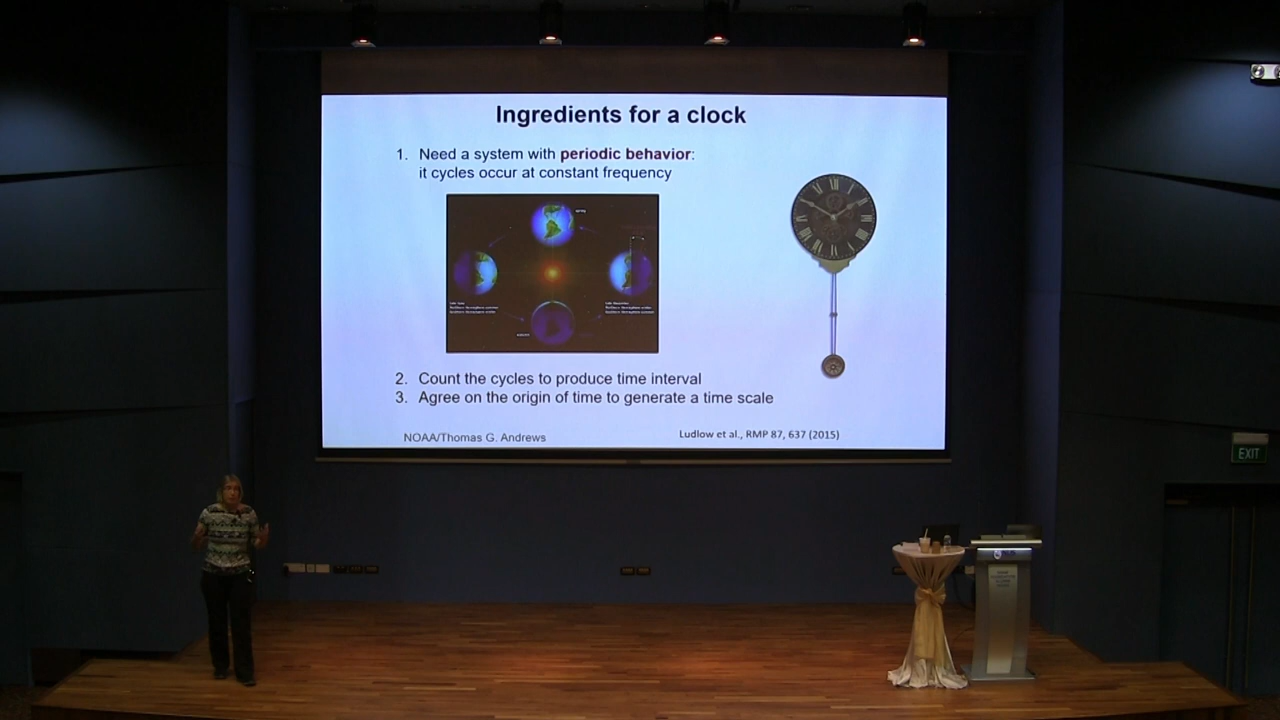 Ingredients for a clock
1. Need a system with periodic behavior:
it cycles occur at constant frequency
2. Count the cycles to produce time interval
3. Agree on the origin of time to generate a time scale
NOAA/Thomas G. Andrews
Ludlow et al., RMP 87, 637 (2015)
EXIT